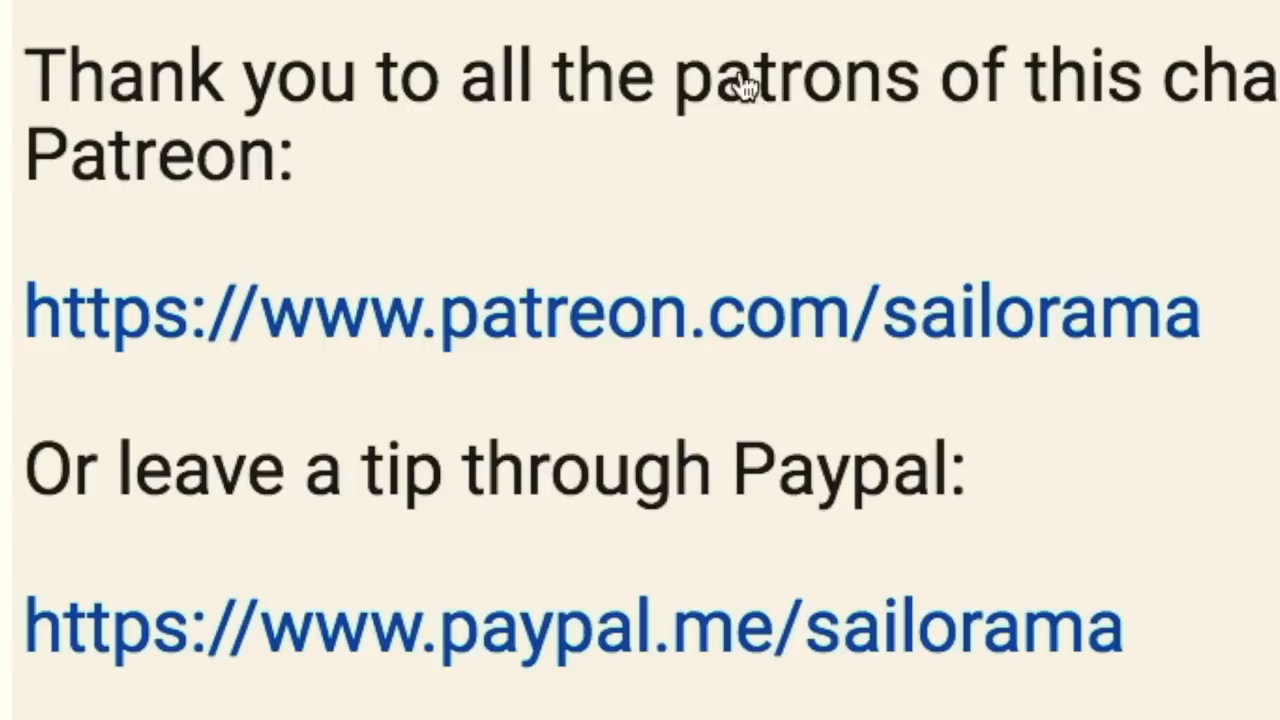 Thank you to all the patrons of this cha
Patreon:
https://www.patreon.com/sailorama
Or leave a tip through Paypal:
https://www.paypal.me/sailorama